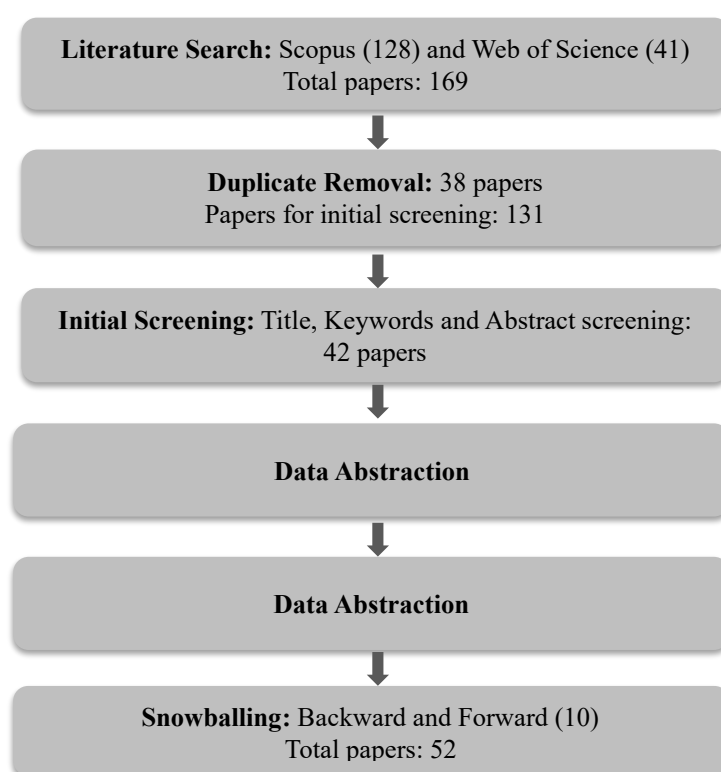 Literature Search: Scopus (128) and Web of Science (41)
Total papers: 169
Duplicate Removal: 38 papers
Papers for initial screening: 131
Initial Screening: Title, Keywords and Abstract screening:
42 papers
Data Abstraction
Data Abstraction
Snowballing: Backward and Forward (10)
Total papers: 52